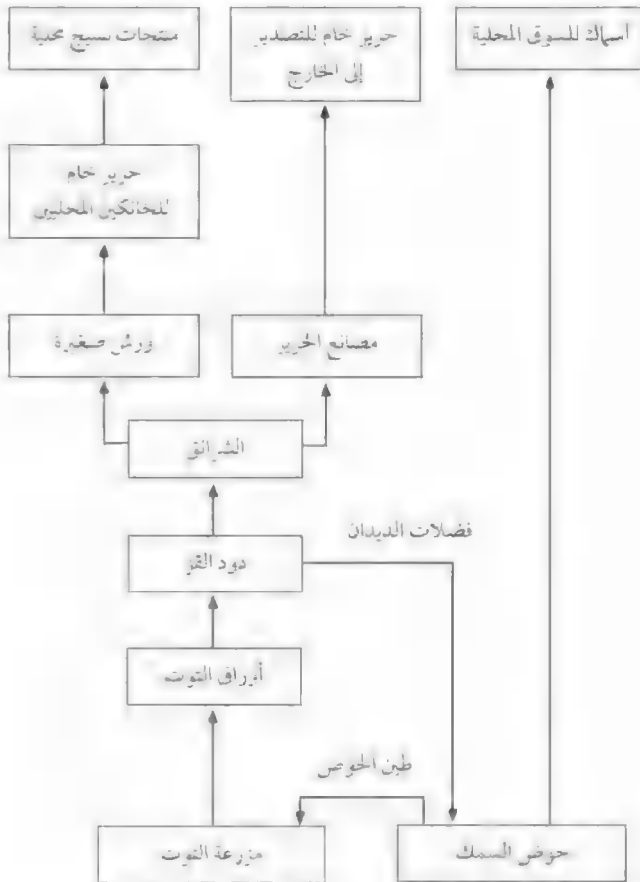 اسماك للسوق المحلية
حرير خام للتصدير
إلى الخارج
منتجات نسيج محلية
حرير خام
للحائكين المحليين
مصانع الحرير
ورش صغيرة
الشرانق
فضلات الديدان
دود القز
أوراق التوت
طين الحوض
حوض السمك
مزرعة التوت